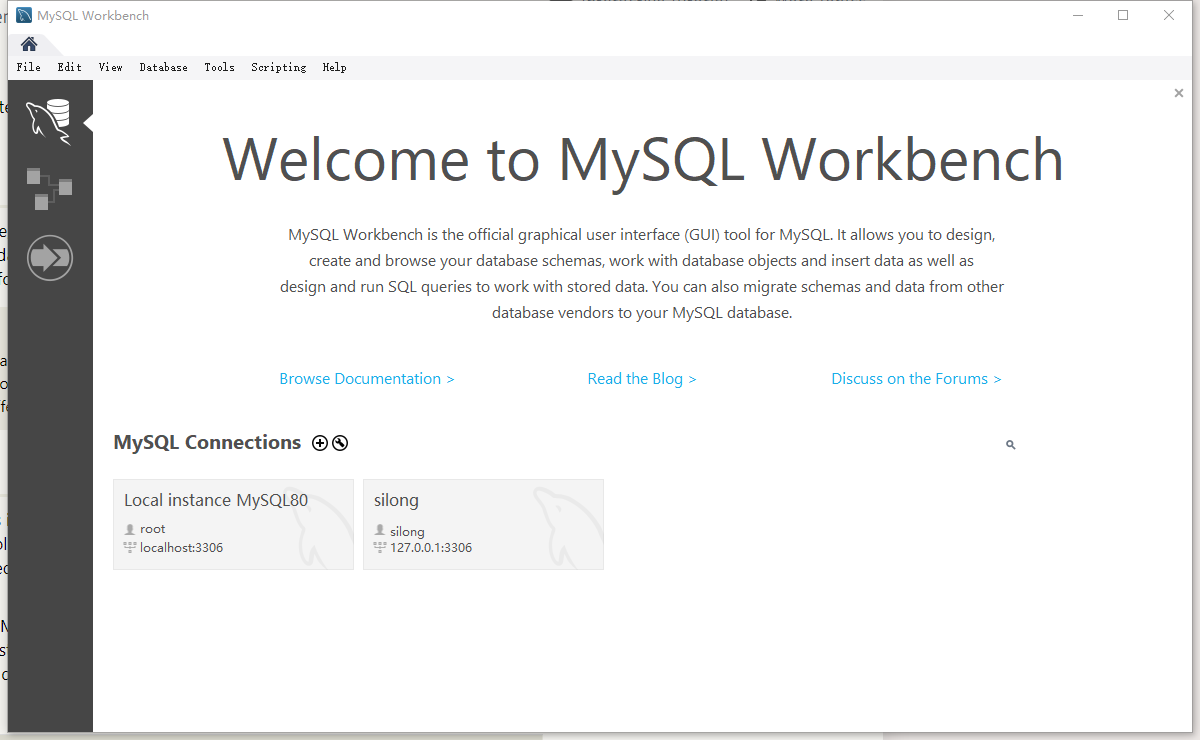 MySQL Workbench
File Edit View Database Tools Scripting Help
Welcome to MySQL Workbench
MySQL Workbench is the official graphical user interface (GUI) tool for MySQL. It allows you to design,
create and browse your database schemas, work with database objects and insert data as well as
design and run SQL queries to work with stored data. You can also migrate schemas and data from other
database vendors to your MySQL database.
Browse Documentation >
Read the Blog >
Discuss on the Forums >
MySQL Connections
Local instance MySQL80
root
localhost:3306
silong
silong
127.0.0.1:3306